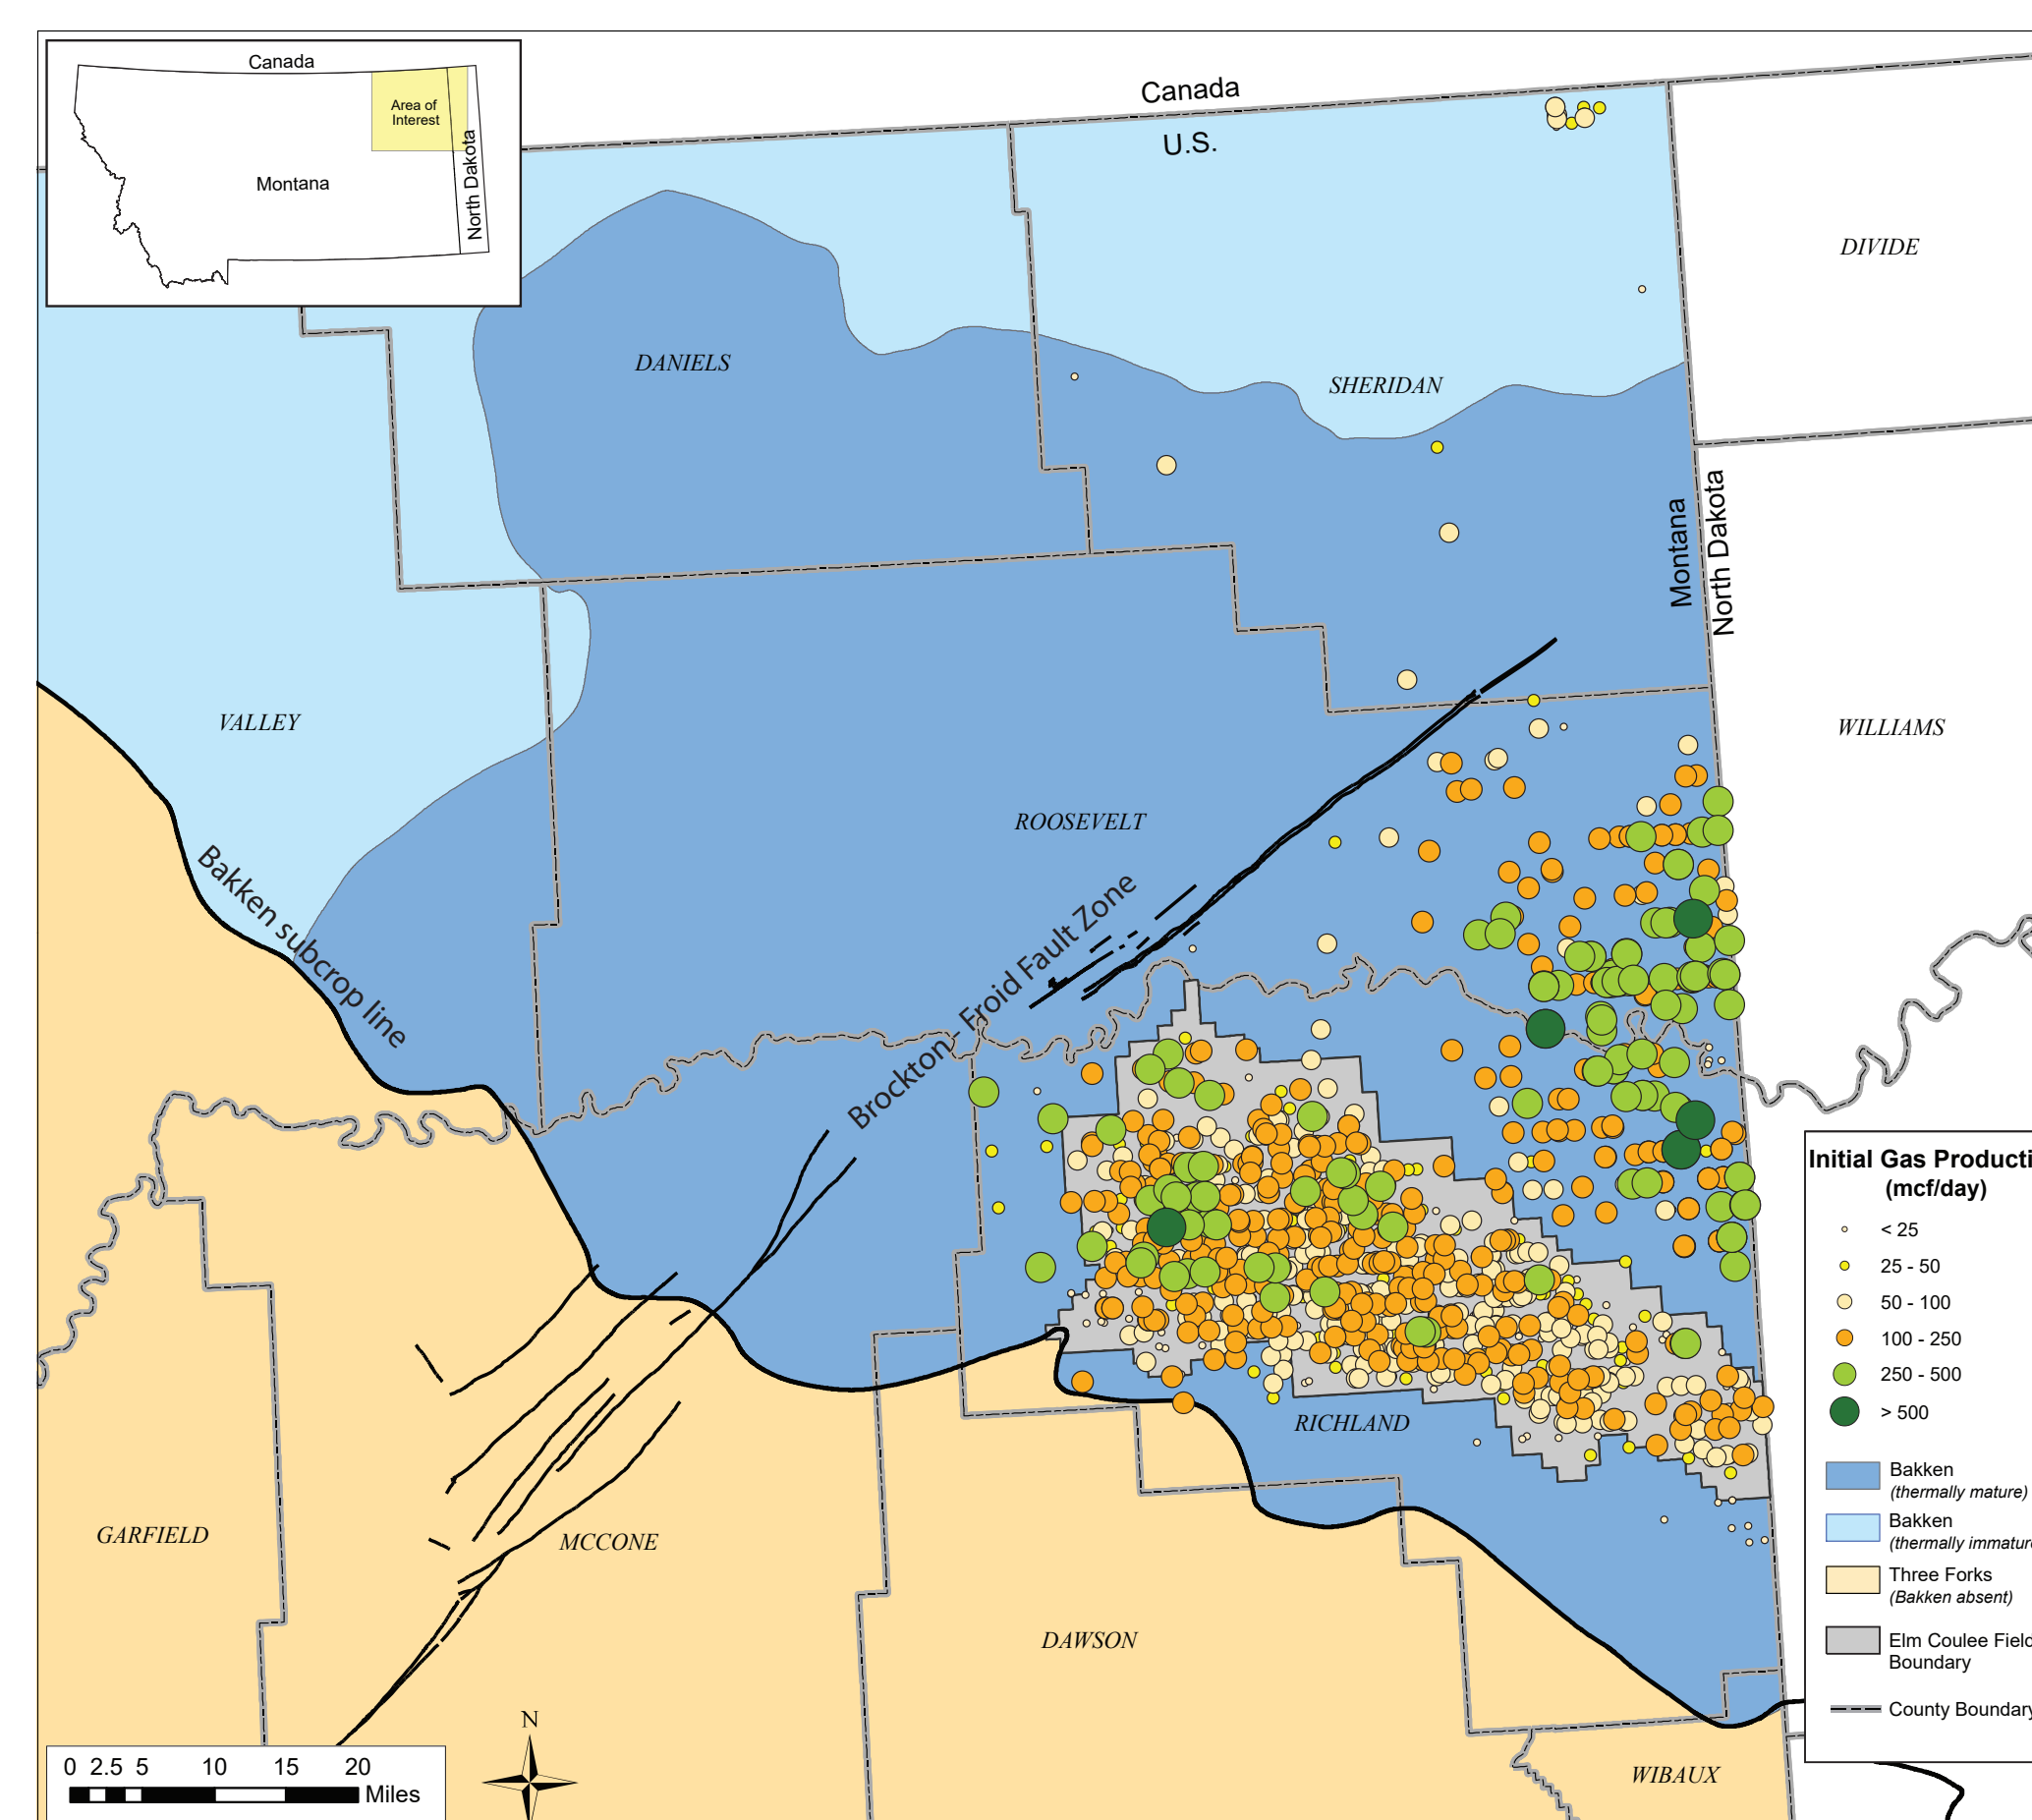 Canada
Area of
Interest
Montana
North Dakota
Canada
U.S.
DIVIDE
DANIELS
SHERIDAN
Montana
North Dakota
VALLEY
WILLIAMS
ROOSEVELT
Bakken subcrop line
Brockton - Froid Fault Zone
RICHLAND
GARFIELD
MCCONE
DAWSON
WIBAUX
Initial Gas Producti
(mcf/day)
< 25
25 - 50
50 - 100
100 - 250
250 - 500
> 500
Bakken
(thermally mature)
Bakken
(thermally immature
Three Forks
(Bakken absent)
Elm Coulee Field
Boundary
County Boundary
N
0 2.5 5 10 15 20
Miles